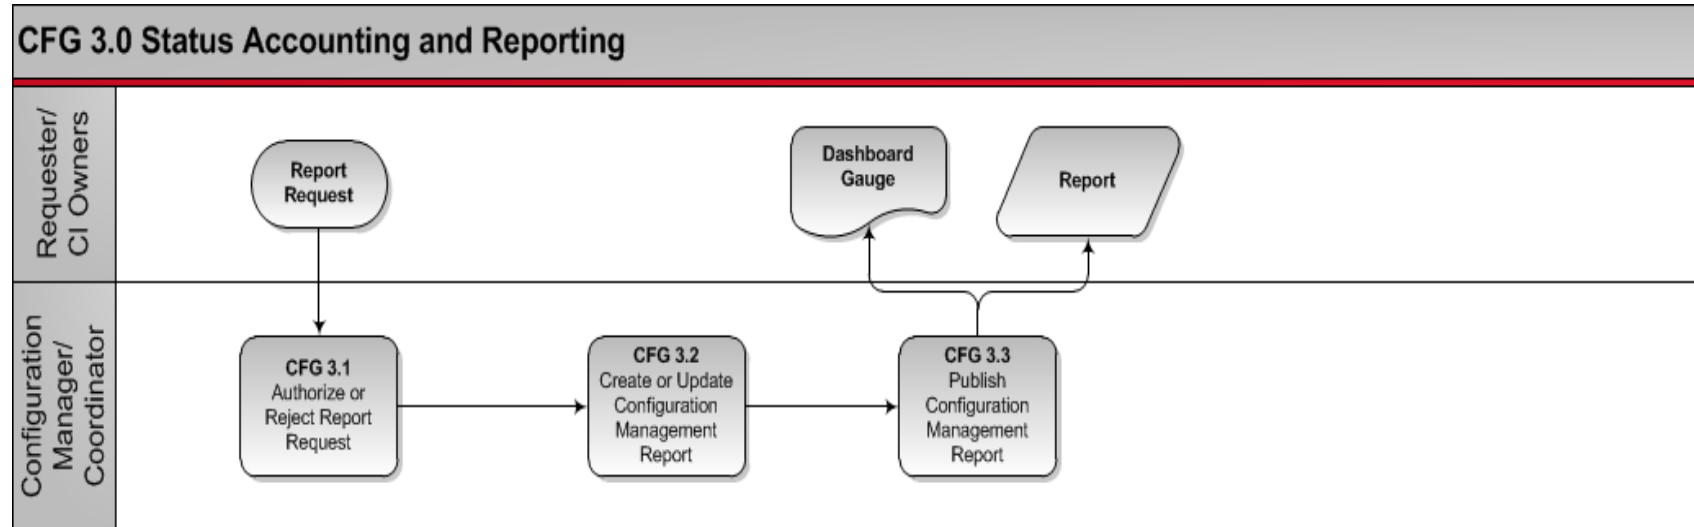 CFG 3.0 Status Accounting and Reporting
Requester/
CI Owners
Report
Request
Dashboard
Gauge
Report
Configuration
Manager/
Coordinator
CFG 3.1
Authorize or
Reject Report
Request
CFG 3.2
Create or Update
Configuration
Management
Report
CFG 3.3
Publish
Configuration
Management
Report